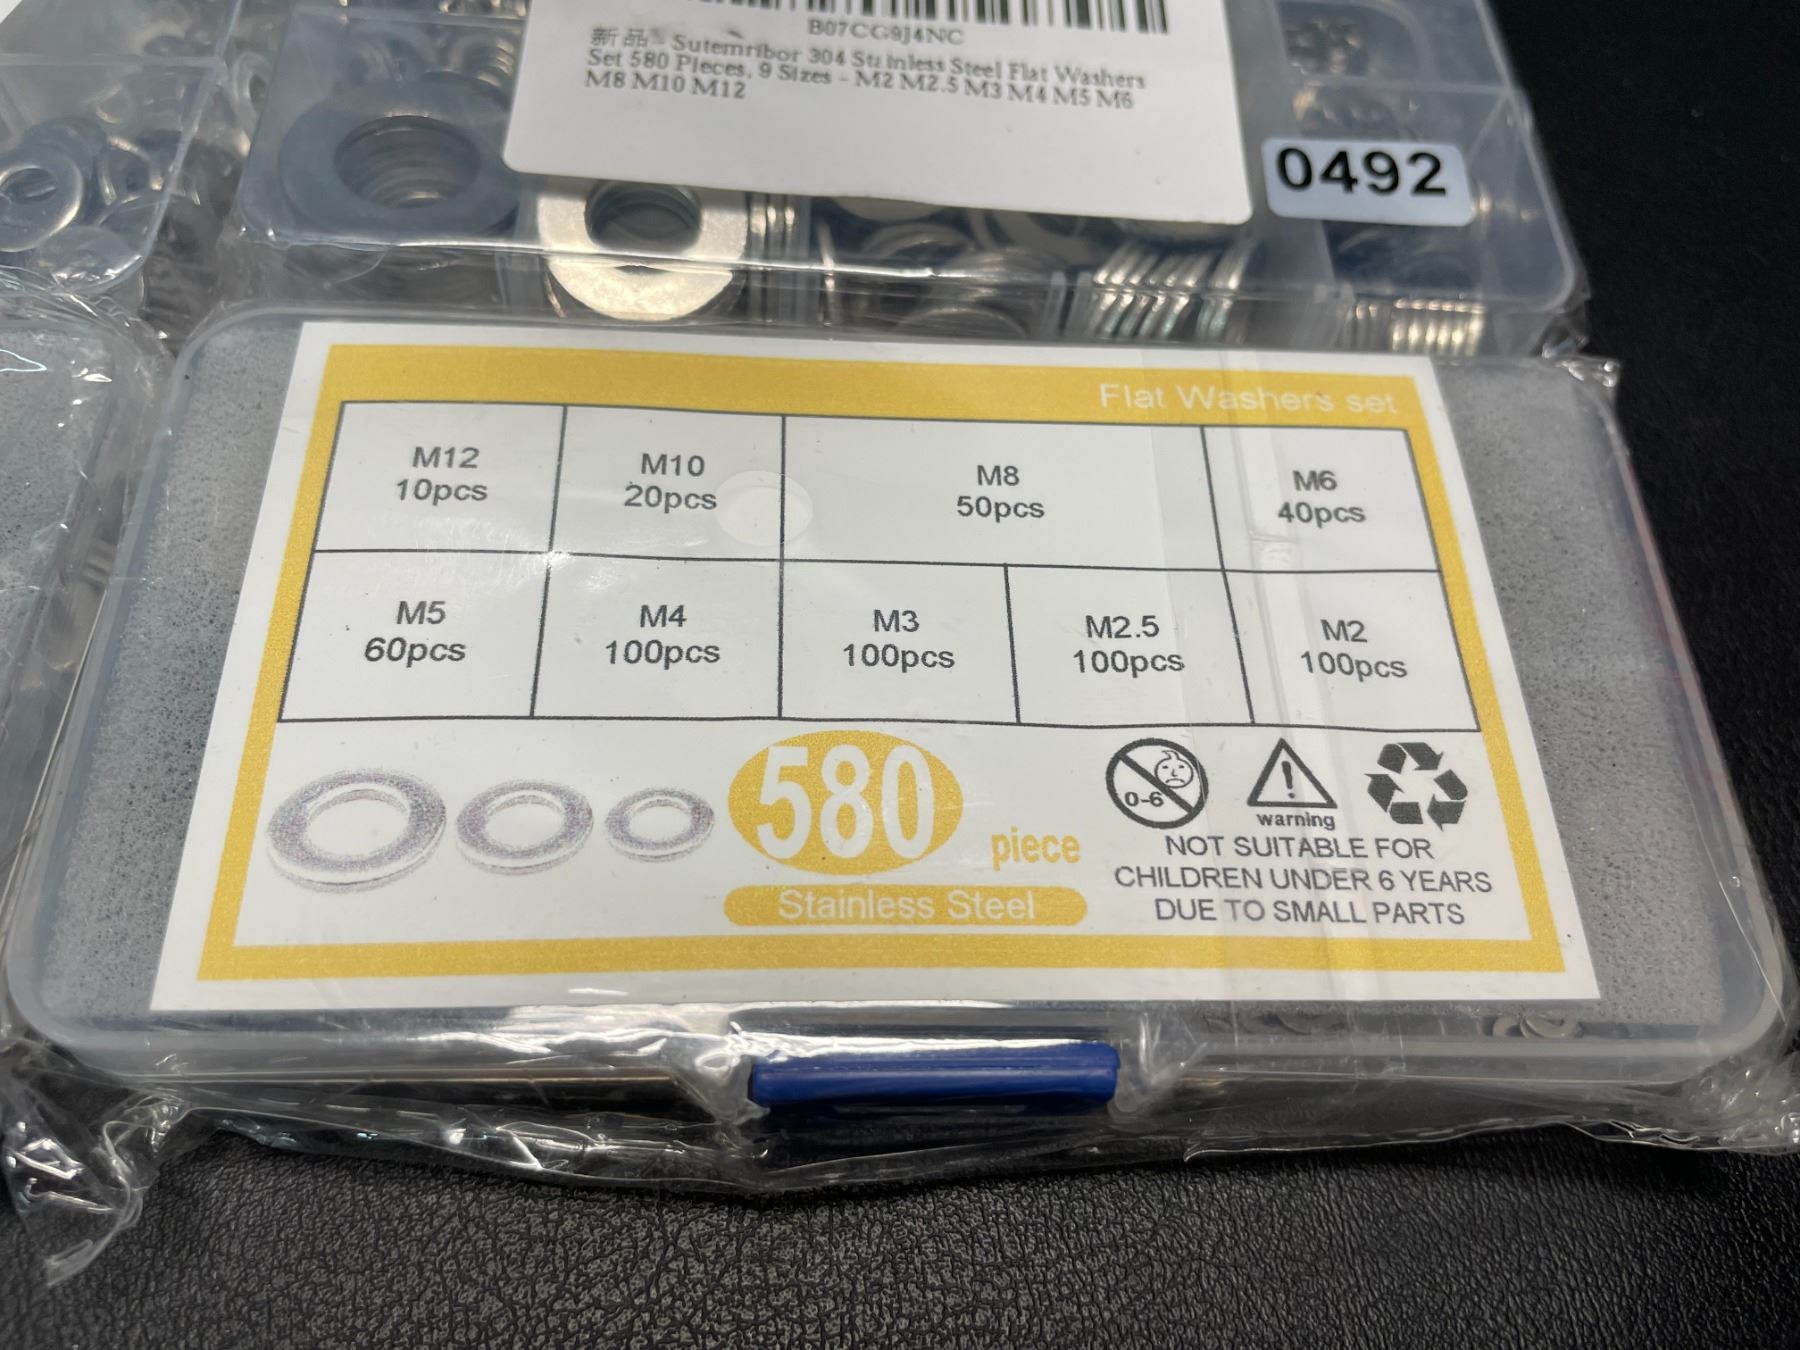 B07CG9J4NC
新品 - Sutemribor 304 Stainless Steel Flat Washers
Set 580 Pieces, 9 Sizes - M2 M2.5 M3 M4 M5 M6
M8 M10 M12
0492
Flat Washers set
M12
10pcs
M10
20pcs
M8
50pcs
M6
40pcs
M5
60pcs
M4
100pcs
M3
100pcs
M2.5
100pcs
M2
100pcs
580 piece
Stainless Steel
0-6
warning
NOT SUITABLE FOR
CHILDREN UNDER 6 YEARS
DUE TO SMALL PARTS